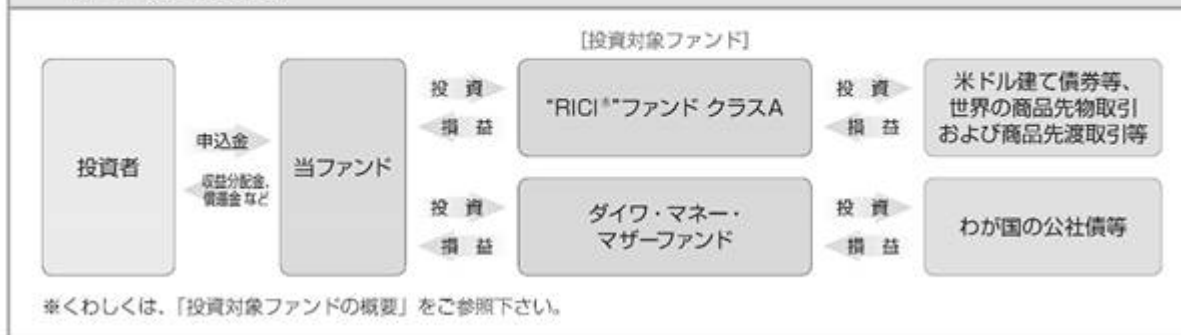 [投資対象ファンド]
投資者
申込金
収益分配金、
償還金 など
当ファンド
投 資
損 益
"RICI®"ファンド クラスA
投 資
損 益
米ドル建て債券等、
世界の商品先物取引
および商品先渡取引等
投 資
損 益
ダイワ・マネー・
マザーファンド
投 資
損 益
わが国の公社債等
※くわしくは、「投資対象ファンドの概要」をご参照下さい。